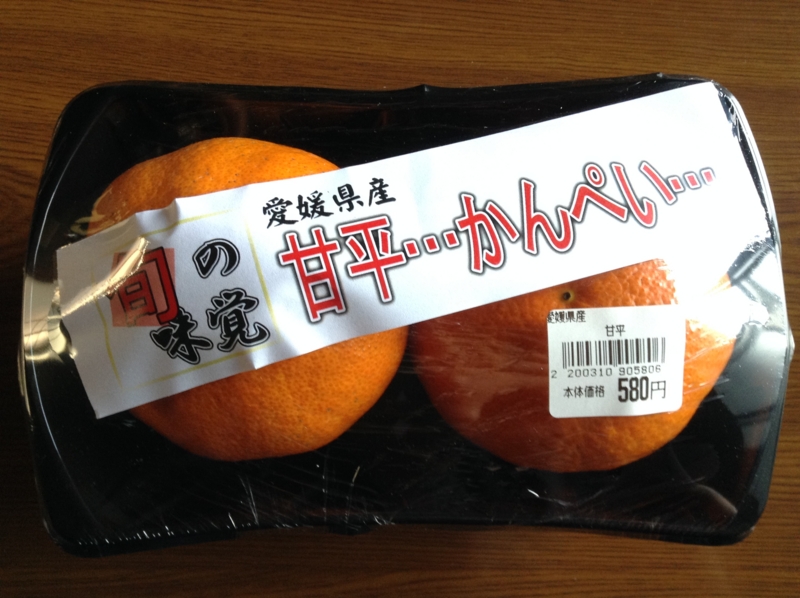 旬の
味覚
愛媛県産
甘平…かんぺい…
愛媛県産
甘平
2 200310 905806
本体価格 580円